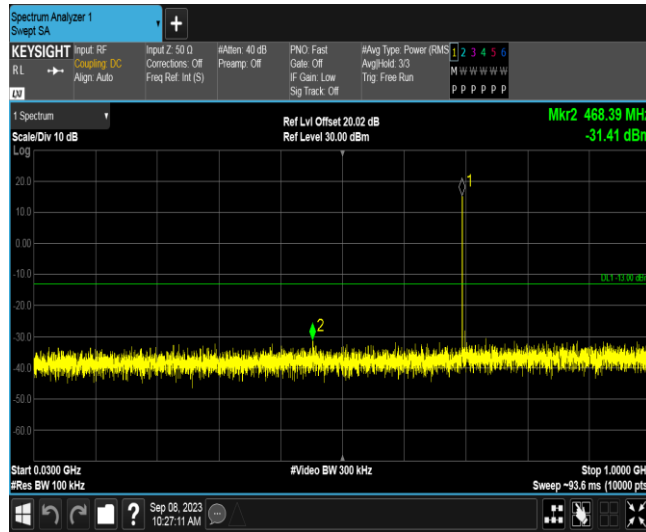 Spectrum Analyzer 1
Swept SA
KEYSIGHT
RL
LXI
Input: RF
Coupling: DC
Align: Auto
Input Z: 50 Ω
Corrections: Off
Freq Ref: Int (S)
#Atten: 40 dB
Preamp: Off
PNO: Fast
Gate: Off
IF Gain: Low
Sig Track: Off
#Avg Type: Power (RMS
Avg|Hold: 3/3
Trig: Free Run
1 2 3 4 5 6
M W W W W W
P P P P P P
1 Spectrum
Scale/Div 10 dB
Log
Ref Lvl Offset 20.02 dB
Ref Level 30.00 dBm
Mkr2 468.39 MHz
-31.41 dBm
20.0
10.0
0.00
-10.0
-20.0
-30.0
-40.0
-50.0
-60.0
1
DL1 -13.00 dBm
2
Start 0.0300 GHz
#Res BW 100 kHz
#Video BW 300 kHz
Stop 1.0000 GHz
Sweep ~93.6 ms (10000 pts)
?
Sep 08, 2023
10:27:11 AM